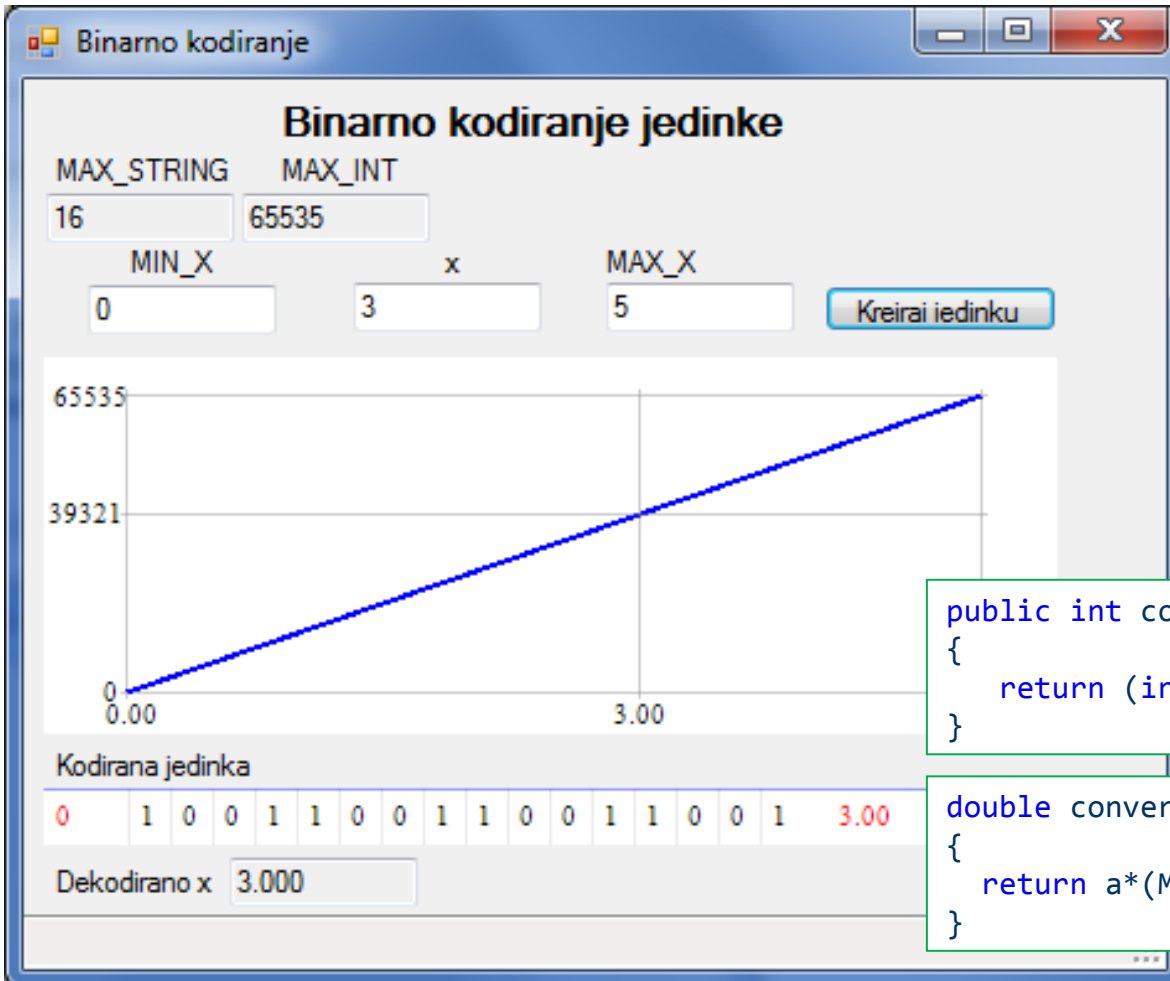 Binarno kodiranje
Binarno kodiranje jedinke
MAX_STRING MAX_INT
16 65535
MIN_X x MAX_X
0 3 5 Kreirai iedinku
65535
39321
0
0.00 3.00
public int co
{
return (in
}
Kodirana jedinka
0 1 0 0 1 1 0 0 1 1 0 0 1 1 0 0 1 3.00
Dekodirano x 3.000
double conver
{
return a*(M
}